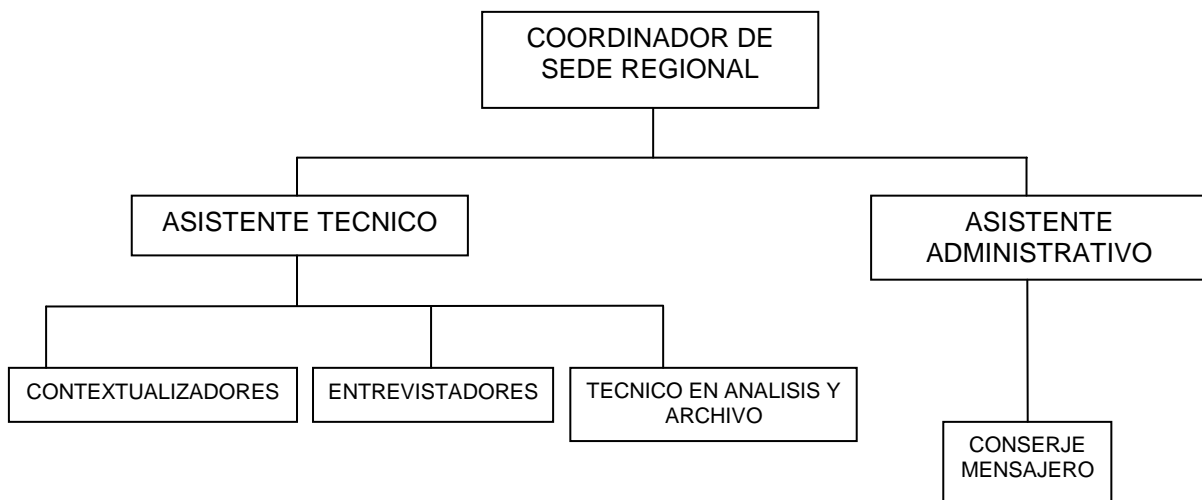 COORDINADOR DE
SEDE REGIONAL
ASISTENTE TECNICO
ASISTENTE
ADMINISTRATIVO
CONTEXTUALIZADORES
ENTREVISTADORES
TECNICO EN ANALISIS Y
ARCHIVO
CONSERJE
MENSAJERO